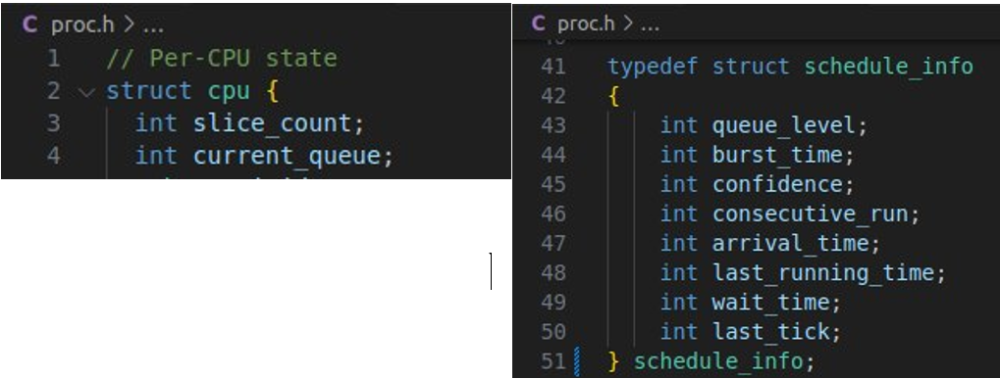 C proc.h > ...
1 // Per-CPU state
2 struct cpu {
3 int slice_count;
4 int current_queue;
C proc.h > ...
41 typedef struct schedule_info
42 {
43 int queue_level;
44 int burst_time;
45 int confidence;
46 int consecutive_run;
47 int arrival_time;
48 int last_running_time;
49 int wait_time;
50 int last_tick;
51 } schedule_info;